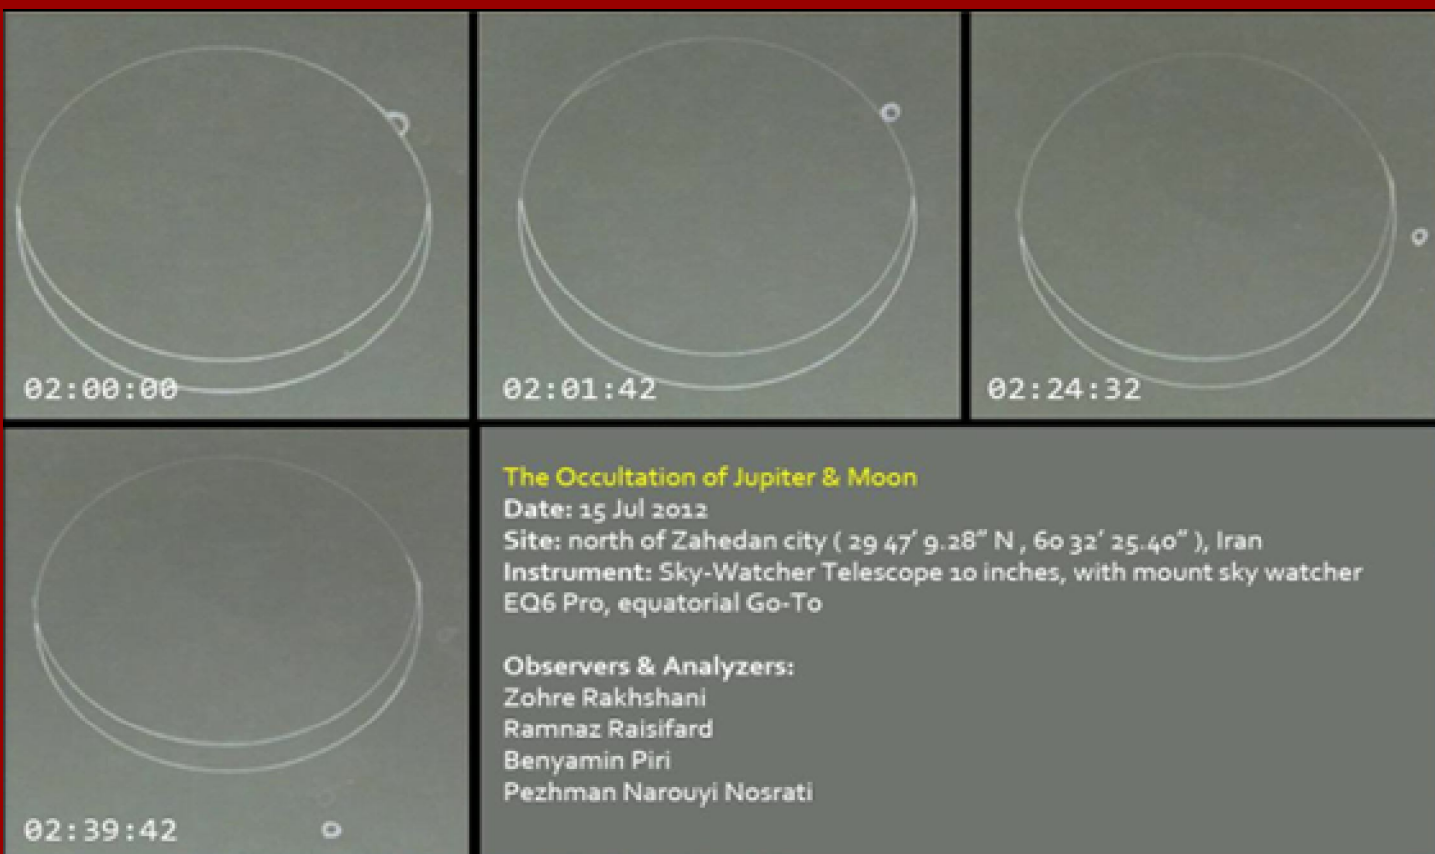 02:00:00
02:01:42
02:24:32
02:39:42
The Occultation of Jupiter & Moon
Date: 15 Jul 2012
Site: north of Zahedan city ( 29 47′ 9.28″ N , 60 32′ 25.40″ ), Iran
Instrument: Sky-Watcher Telescope 10 inches, with mount sky watcher
EQ6 Pro, equatorial Go-To
Observers & Analyzers:
Zohre Rakhshani
Ramnaz Raisifard
Benyamin Piri
Pezhman Narouyi Nosrati